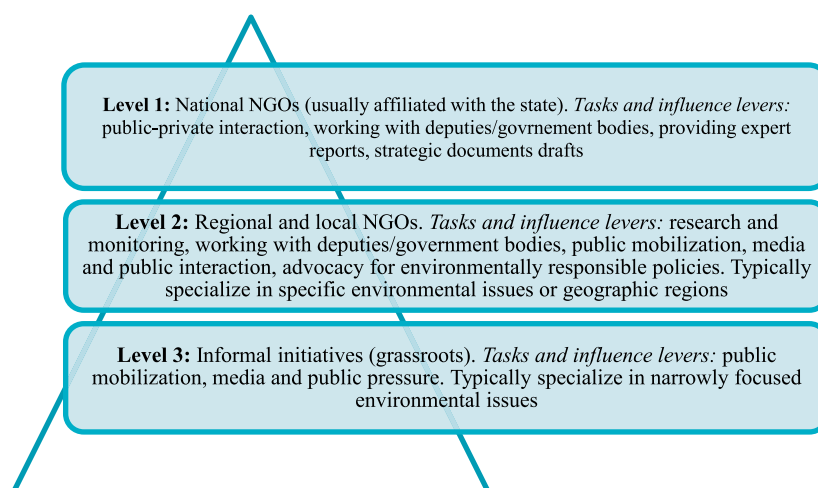 Level 1: National NGOs (usually affiliated with the state). Tasks and influence levers:
public-private interaction, working with deputies/govrnement bodies, providing expert
reports, strategic documents drafts
Level 2: Regional and local NGOs. Tasks and influence levers: research and
monitoring, working with deputies/government bodies, public mobilization, media
and public interaction, advocacy for environmentally responsible policies. Typically
specialize in specific environmental issues or geographic regions
Level 3: Informal initiatives (grassroots). Tasks and influence levers: public
mobilization, media and public pressure. Typically specialize in narrowly focused
environmental issues